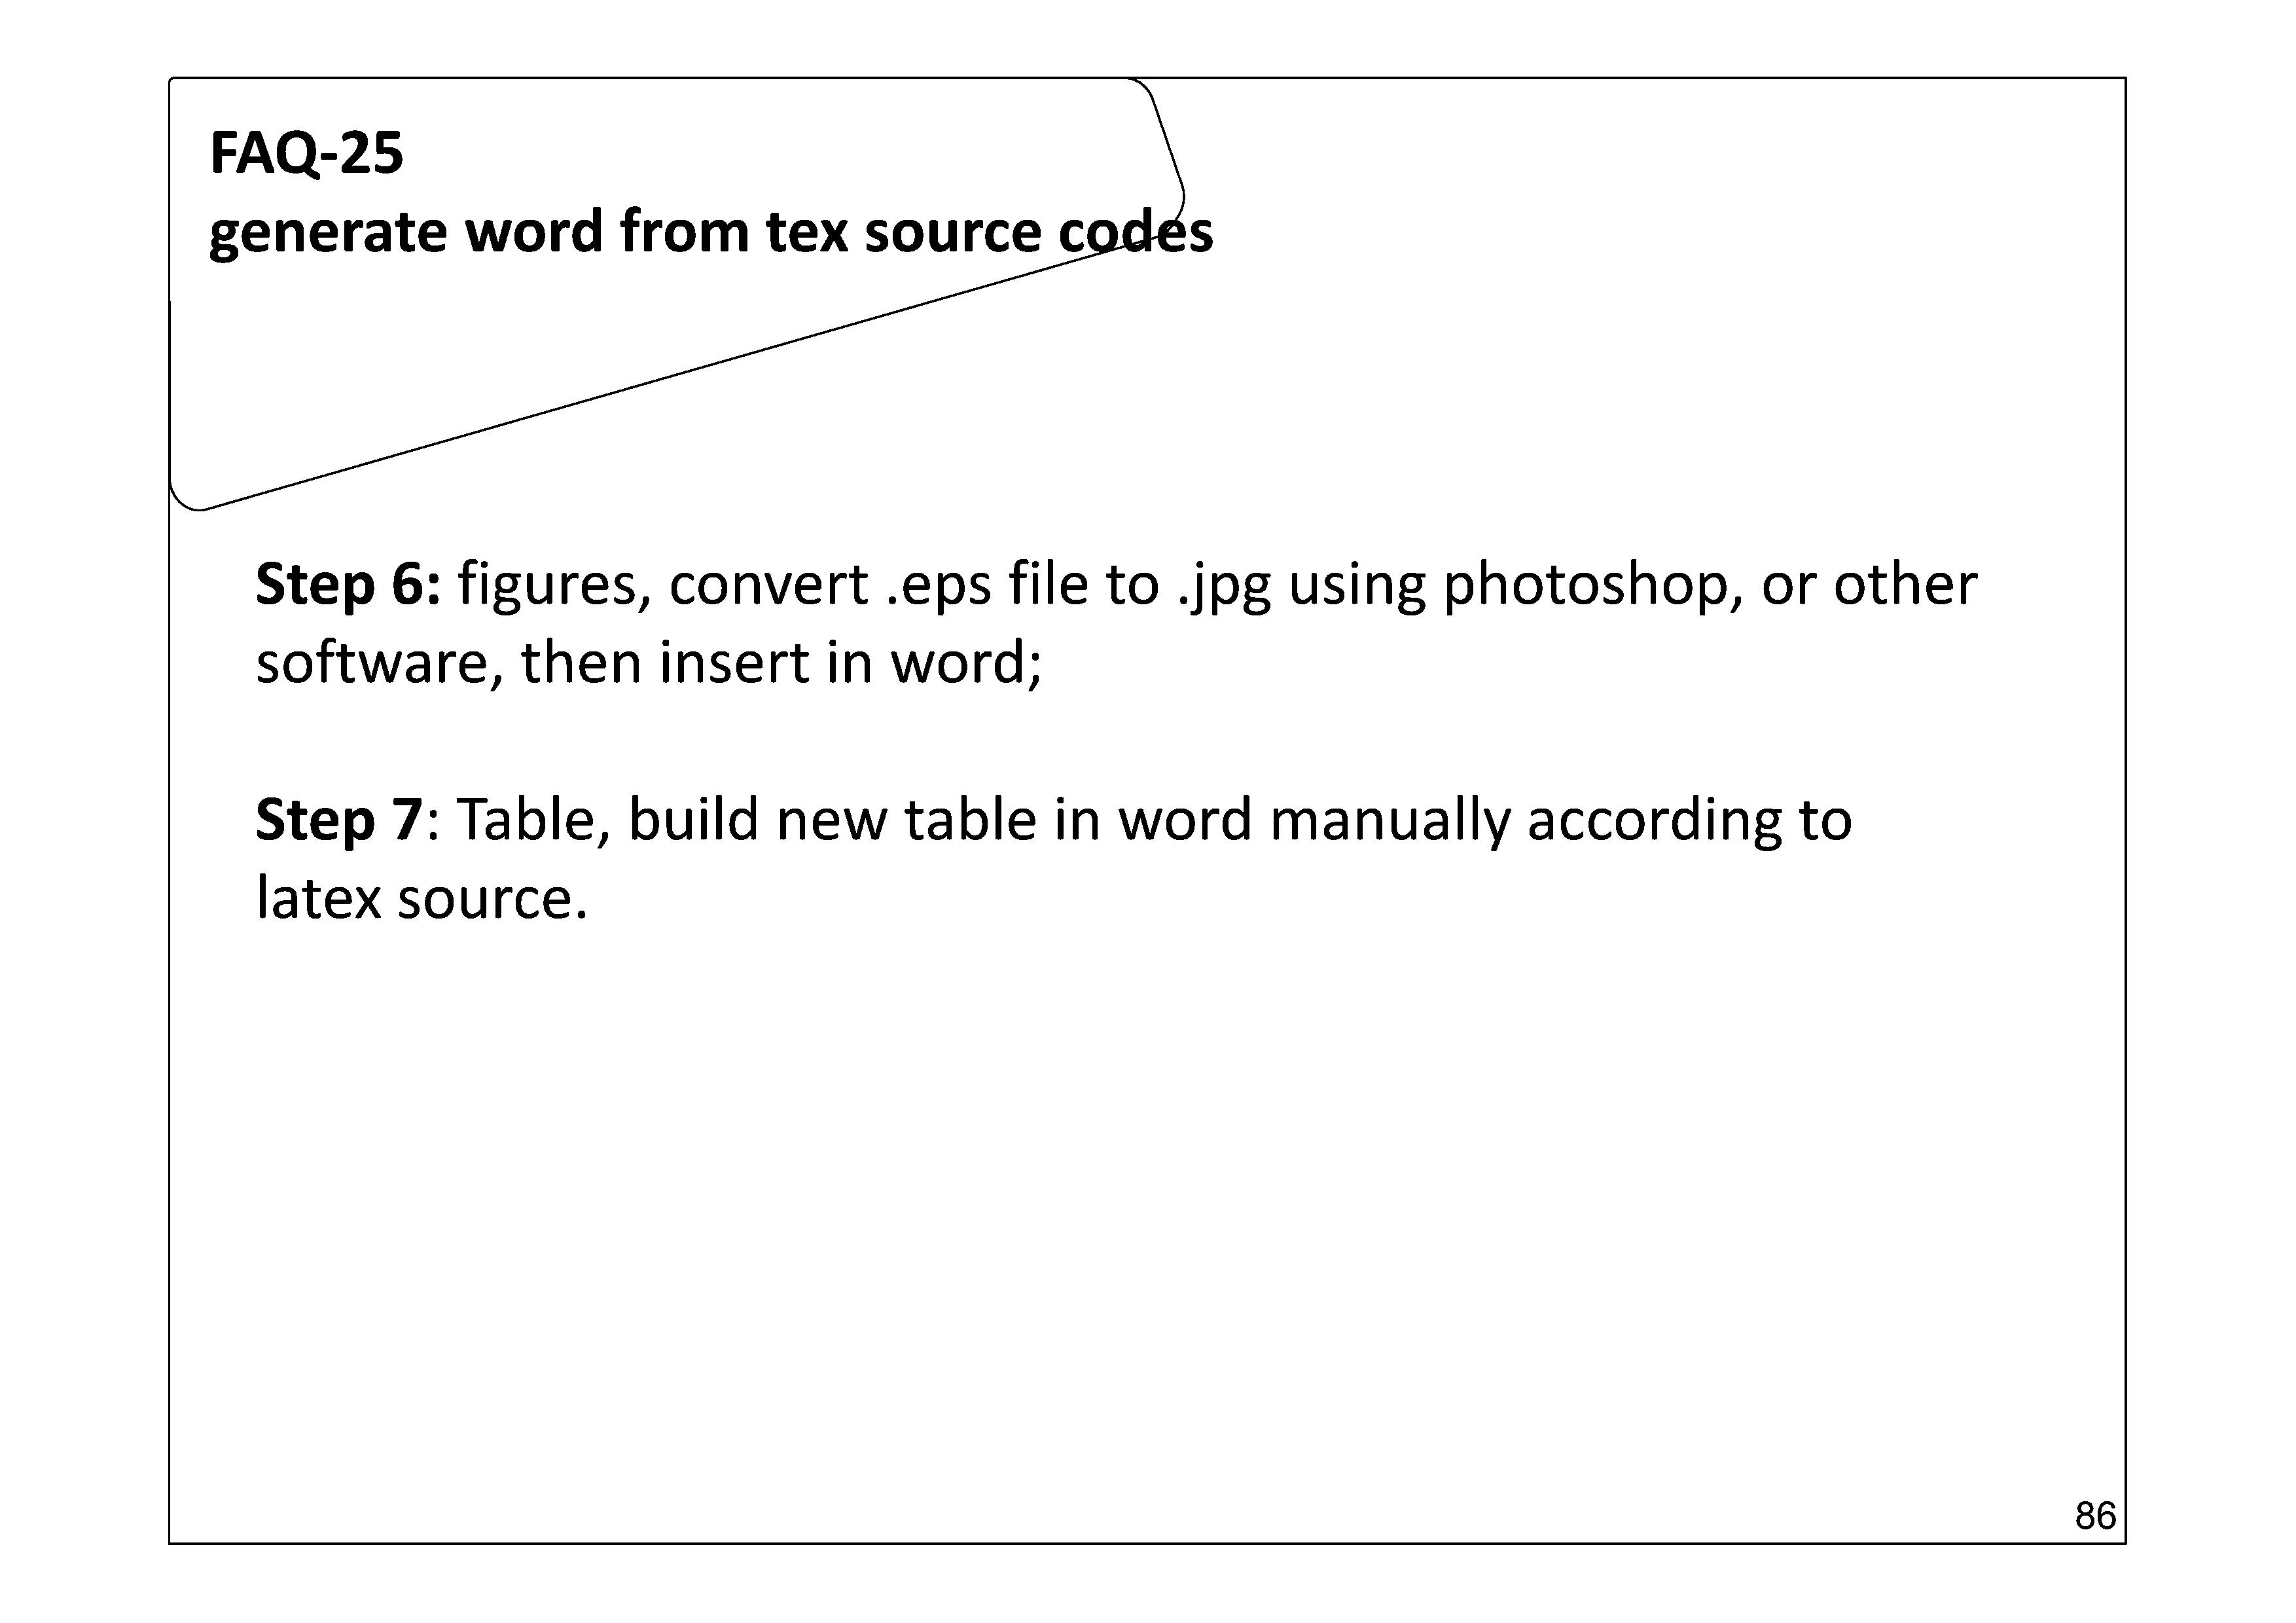 FAQ-25
generate word from tex source codes
Step 6: figures, convert .eps file to .jpg using photoshop, or other
software, then insert in word;
Step 7: Table, build new table in word manually according to
latex source.
86